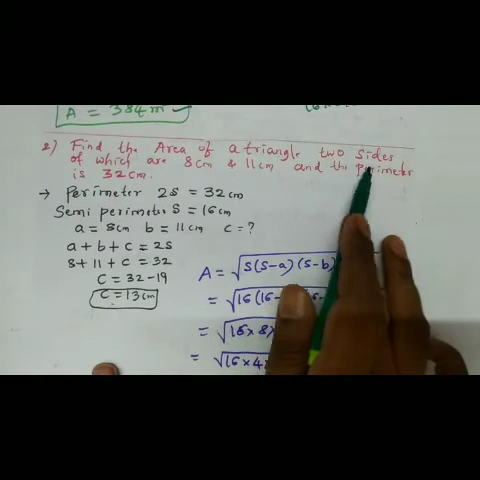 A = 384m
2) Find the Area of a triangle two sides
of which are 8cm & 11cm and the perimeter
is 32cm.
→ Perimeter 2S = 32cm
Semi perimeter S = 16cm
a = 8cm b = 11cm c = ?
a + b + c = 2S
8 + 11 + c = 32
C = 32 - 19
C = 13cm
A = √S(S-a)(S-b)
= √16(16-
= √16×8×
= √16×4×